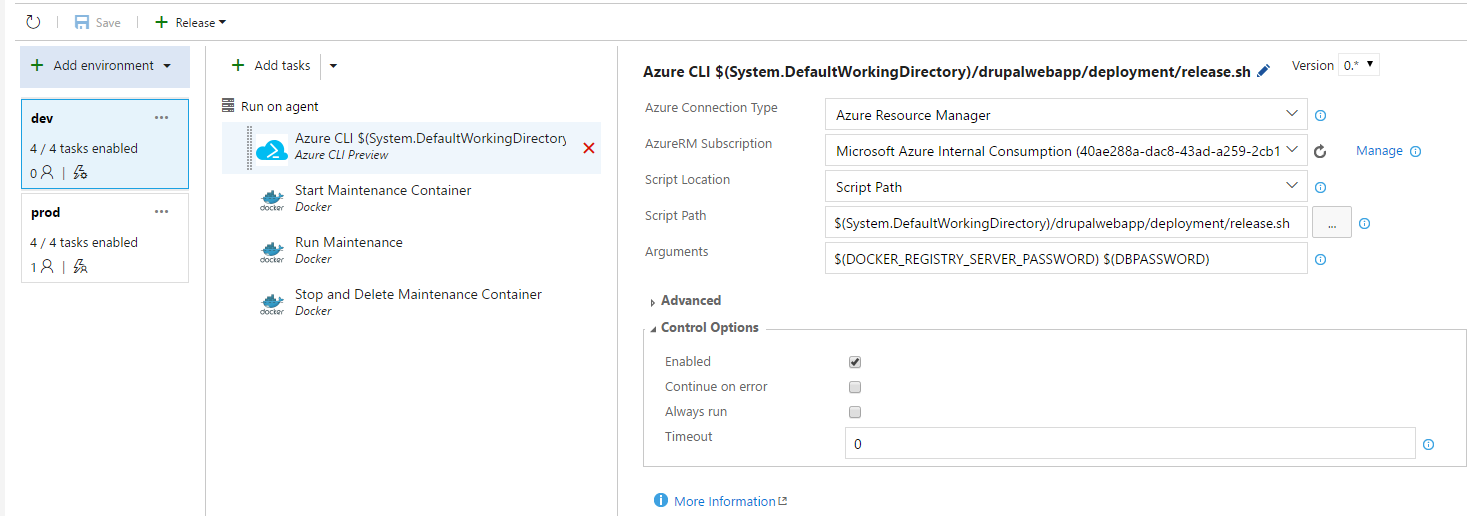 Save
Release
Add environment
dev
4 / 4 tasks enabled
0
prod
4 / 4 tasks enabled
1
Add tasks
Run on agent
Azure CLI $(System.DefaultWorkingDirectory
Azure CLI Preview
docker
Start Maintenance Container
Docker
docker
Run Maintenance
Docker
docker
Stop and Delete Maintenance Container
Docker
Azure CLI $(System.DefaultWorkingDirectory)/drupalwebapp/deployment/release.sh
Version 0.*
Azure Connection Type Azure Resource Manager
AzureRM Subscription Microsoft Azure Internal Consumption (40ae288a-dac8-43ad-a259-2cb1 Manage
Script Location Script Path
Script Path $(System.DefaultWorkingDirectory)/drupalwebapp/deployment/release.sh ...
Arguments $(DOCKER_REGISTRY_SERVER_PASSWORD) $(DBPASSWORD)
Advanced
Control Options
Enabled
Continue on error
Always run
Timeout 0
More Information